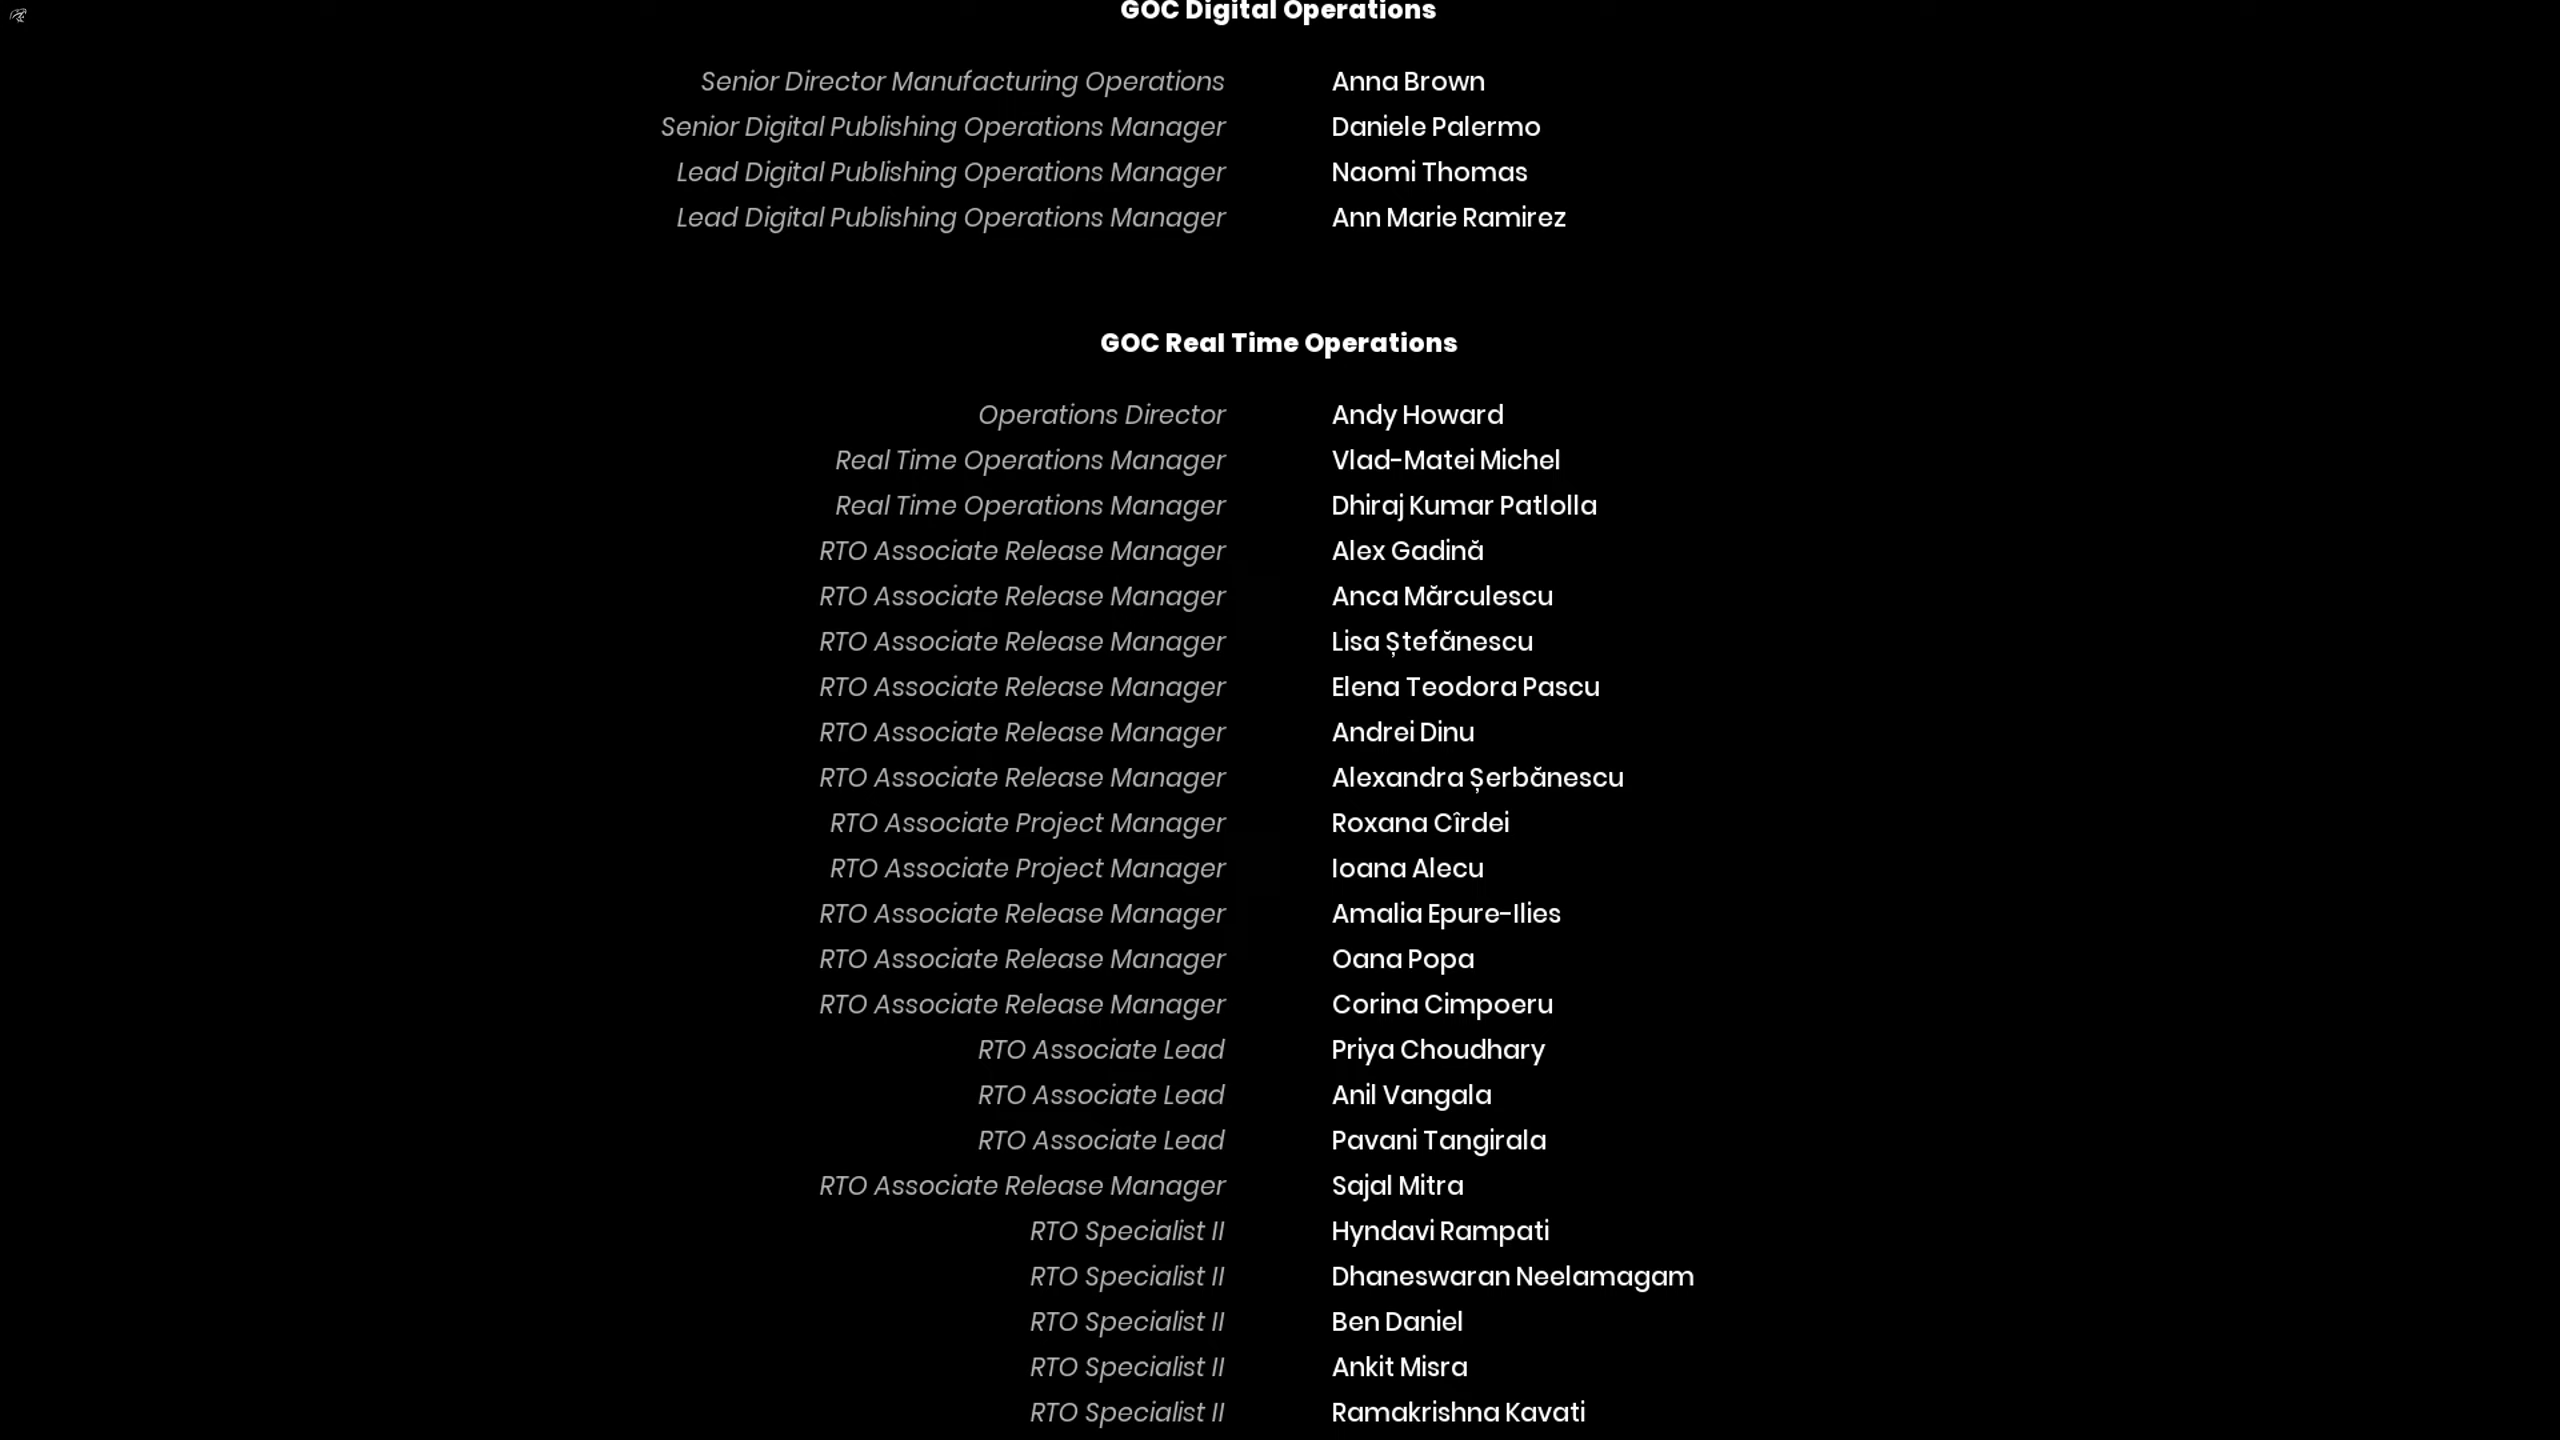 GOC Digital Operations
Senior Director Manufacturing Operations Anna Brown
Senior Digital Publishing Operations Manager Daniele Palermo
Lead Digital Publishing Operations Manager Naomi Thomas
Lead Digital Publishing Operations Manager Ann Marie Ramirez
GOC Real Time Operations
Operations Director Andy Howard
Real Time Operations Manager Vlad-Matei Michel
Real Time Operations Manager Dhiraj Kumar Patlolla
RTO Associate Release Manager Alex Gadină
RTO Associate Release Manager Anca Mărculescu
RTO Associate Release Manager Lisa Ștefănescu
RTO Associate Release Manager Elena Teodora Pascu
RTO Associate Release Manager Andrei Dinu
RTO Associate Release Manager Alexandra Șerbănescu
RTO Associate Project Manager Roxana Cîrdei
RTO Associate Project Manager Ioana Alecu
RTO Associate Release Manager Amalia Epure-Ilies
RTO Associate Release Manager Oana Popa
RTO Associate Release Manager Corina Cimpoeru
RTO Associate Lead Priya Choudhary
RTO Associate Lead Anil Vangala
RTO Associate Lead Pavani Tangirala
RTO Associate Release Manager Sajal Mitra
RTO Specialist II Hyndavi Rampati
RTO Specialist II Dhaneswaran Neelamagam
RTO Specialist II Ben Daniel
RTO Specialist II Ankit Misra
RTO Specialist II Ramakrishna Kavati